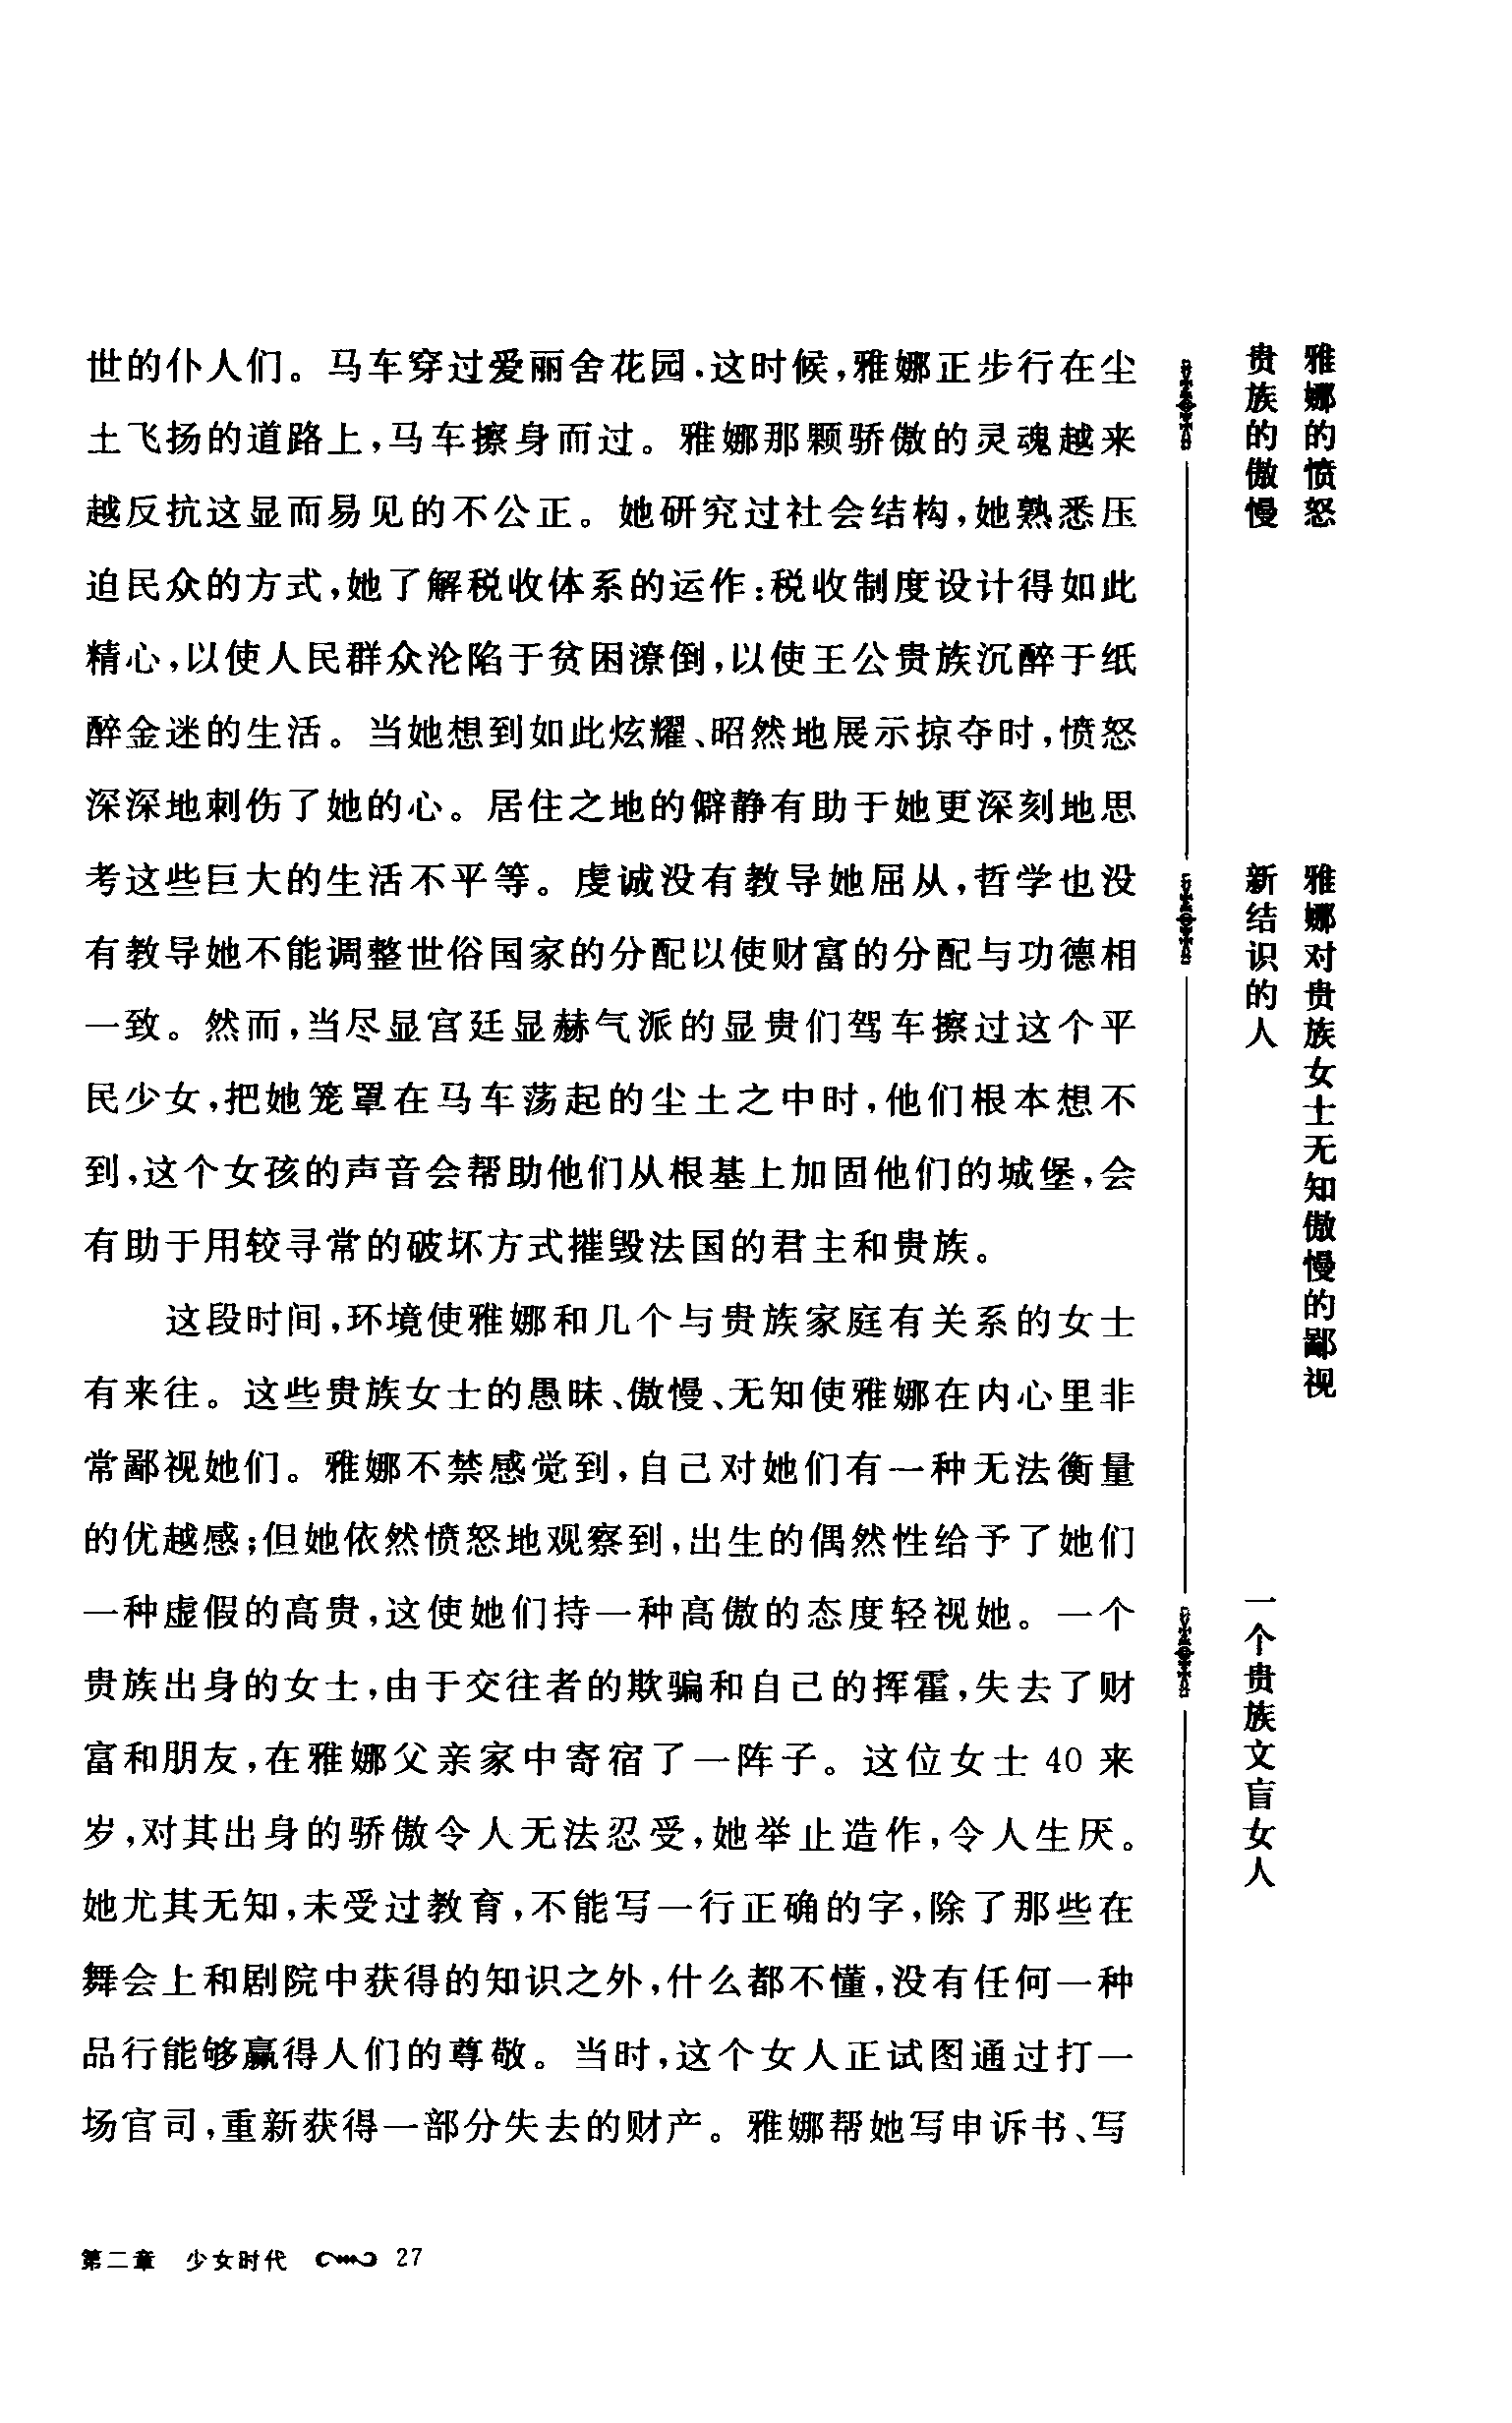 世的仆人们。马车穿过爱丽舍花园.这时候,雅娜正步行在尘
土飞扬的道路上,马车擦身而过。雅娜那颗骄傲的灵魂越来
越反抗这显而易见的不公正。她研究过社会结构,她熟悉压
迫民众的方式,她了解税收体系的运作:税收制度设计得如此
精心,以使人民群众沦陷于贫困潦倒,以使王公贵族沉醉于纸
醉金迷的生活。当她想到如此炫耀、昭然地展示掠夺时,愤怒
深深地刺伤了她的心。居住之地的僻静有助于她更深刻地思
考这些巨大的生活不平等。虔诚没有教导她屈从,哲学也没
有教导她不能调整世俗国家的分配以使财富的分配与功德相
一致。然而,当尽显宫廷显赫气派的显贵们驾车擦过这个平
民少女,把她笼罩在马车荡起的尘土之中时,他们根本想不
到,这个女孩的声音会帮助他们从根基上加固他们的城堡,会
有助于用较寻常的破坏方式摧毁法国的君主和贵族。
这段时间,环境使雅娜和几个与贵族家庭有关系的女士
有来往。这些贵族女士的愚昧、傲慢、无知使雅娜在内心里非
常鄙视她们。雅娜不禁感觉到,自己对她们有一种无法衡量
的优越感;但她依然愤怒地观察到,出生的偶然性给予了她们
一种虚假的高贵,这使她们持一种高傲的态度轻视她。一个
贵族出身的女士,由于交往者的欺骗和自己的挥霍,失去了财
富和朋友,在雅娜父亲家中寄宿了一阵子。这位女士 40 来
岁,对其出身的骄傲令人无法忍受,她举止造作,令人生厌。
她尤其无知,未受过教育,不能写一行正确的字,除了那些在
舞会上和剧院中获得的知识之外,什么都不懂,没有任何一种
品行能够赢得人们的尊敬。当时,这个女人正试图通过打一
场官司,重新获得一部分失去的财产。雅娜帮她写申诉书、写
雅娜的愤怒
贵族的傲慢
雅娜对贵族女士无知傲慢的鄙视
新结识的人
一个贵族文盲女人
第二章 少女时代 27